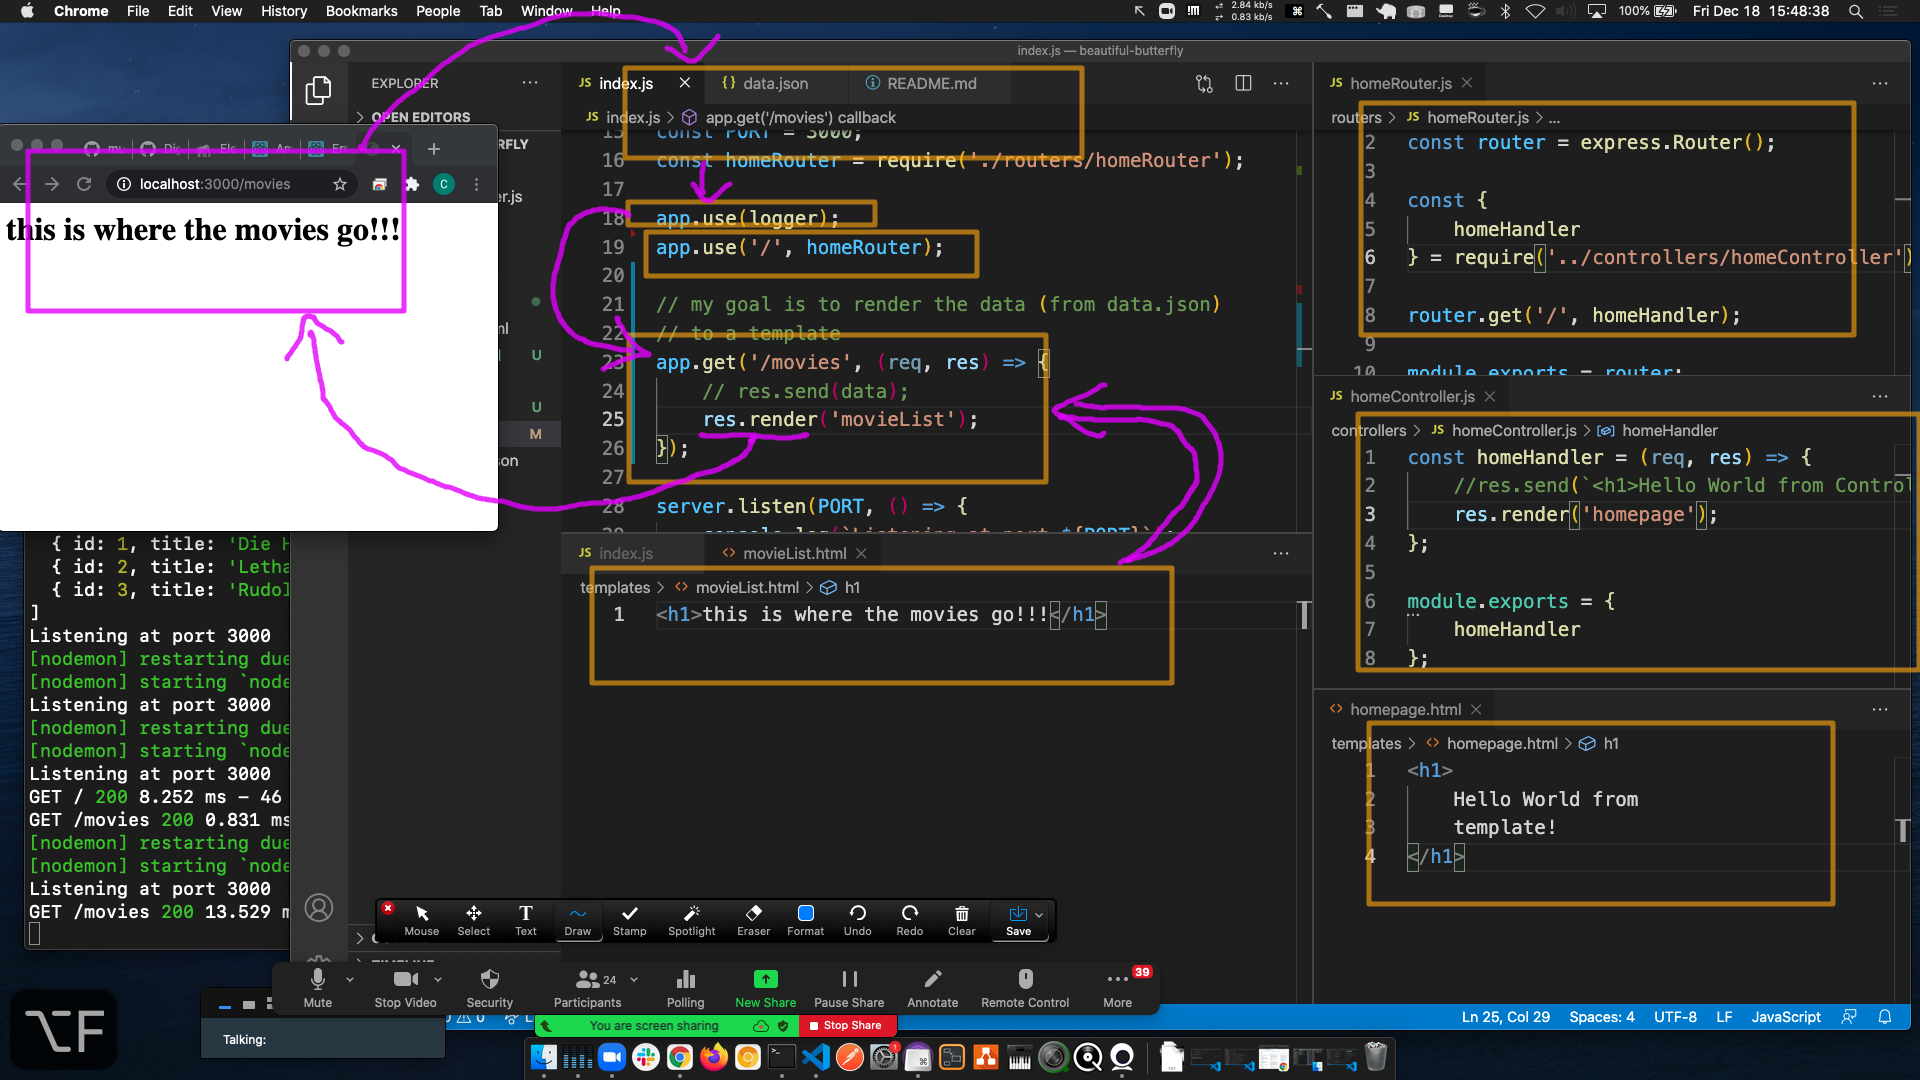 Chrome File Edit View History Bookmarks People Tab Window Help
2.84 kb/s
0.83 kb/s
100% Fri Dec 18 15:48:38
index.js — beautiful-butterfly
EXPLORER
OPEN EDITORS
JS index.js
{} data.json
README.md
JS index.js > app.get('/movies') callback
15 const PORT = 3000;
16 const homeRouter = require('./routers/homeRouter');
17
18 app.use(logger);
19 app.use('/', homeRouter);
20
21 // my goal is to render the data (from data.json)
22 // to a template
23 app.get('/movies', (req, res) => {
24 // res.send(data);
25 res.render('movieList');
26 });
27
28 server.listen(PORT, () => {
29 console.log(`Listening at port ${PORT}`);
localhost:3000/movies
C
this is where the movies go!!!
U
U
M
{ id: 1, title: 'Die H
{ id: 2, title: 'Letha
{ id: 3, title: 'Rudol
]
Listening at port 3000
[nodemon] restarting due
[nodemon] starting `node
Listening at port 3000
[nodemon] restarting due
[nodemon] starting `node
Listening at port 3000
GET / 200 8.252 ms - 46
GET /movies 200 0.831 ms
[nodemon] restarting due
[nodemon] starting `node
Listening at port 3000
GET /movies 200 13.529 m
JS index.js
<> movieList.html
templates > <> movieList.html > h1
1 <h1>this is where the movies go!!!</h1>
JS homeRouter.js
routers > JS homeRouter.js > ...
2 const router = express.Router();
3
4 const {
5 homeHandler
6 } = require('../controllers/homeController')
7
8 router.get('/', homeHandler);
9
10 module.exports = router;
JS homeController.js
controllers > JS homeController.js > homeHandler
1 const homeHandler = (req, res) => {
2 //res.send(`<h1>Hello World from Control
3 res.render('homepage');
4 };
5
6 module.exports = {
7 homeHandler
8 };
<> homepage.html
templates > <> homepage.html > h1
1 <h1>
2 Hello World from
3 template!
4 </h1>
Mouse Select Text Draw Stamp Spotlight Eraser Format Undo Redo Clear Save
24
39
Mute Stop Video Security Participants Polling New Share Pause Share Annotate Remote Control More
You are screen sharing
Stop Share
Talking:
⌥F
Ln 25, Col 29 Spaces: 4 UTF-8 LF JavaScript